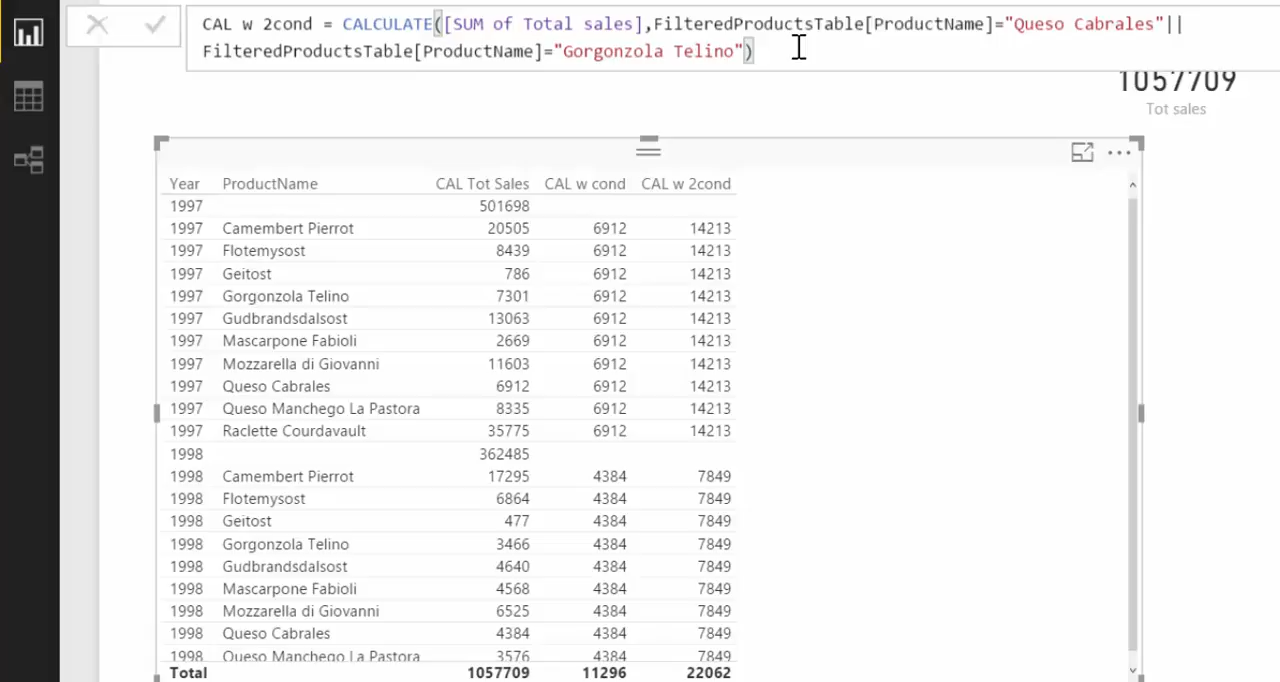 CAL w 2cond = CALCULATE([SUM of Total sales],FilteredProductsTable[ProductName]="Queso Cabrales"||
FilteredProductsTable[ProductName]="Gorgonzola Telino")
1057709
Tot sales
Year ProductName CAL Tot Sales CAL w cond CAL w 2cond
1997 501698
1997 Camembert Pierrot 20505 6912 14213
1997 Flotemysost 8439 6912 14213
1997 Geitost 786 6912 14213
1997 Gorgonzola Telino 7301 6912 14213
1997 Gudbrandsdalsost 13063 6912 14213
1997 Mascarpone Fabioli 2669 6912 14213
1997 Mozzarella di Giovanni 11603 6912 14213
1997 Queso Cabrales 6912 6912 14213
1997 Queso Manchego La Pastora 8335 6912 14213
1997 Raclette Courdavault 35775 6912 14213
1998 362485
1998 Camembert Pierrot 17295 4384 7849
1998 Flotemysost 6864 4384 7849
1998 Geitost 477 4384 7849
1998 Gorgonzola Telino 3466 4384 7849
1998 Gudbrandsdalsost 4640 4384 7849
1998 Mascarpone Fabioli 4568 4384 7849
1998 Mozzarella di Giovanni 6525 4384 7849
1998 Queso Cabrales 4384 4384 7849
1998 Queso Manchego La Pastora 3576 4384 7849
Total 1057709 11296 22062